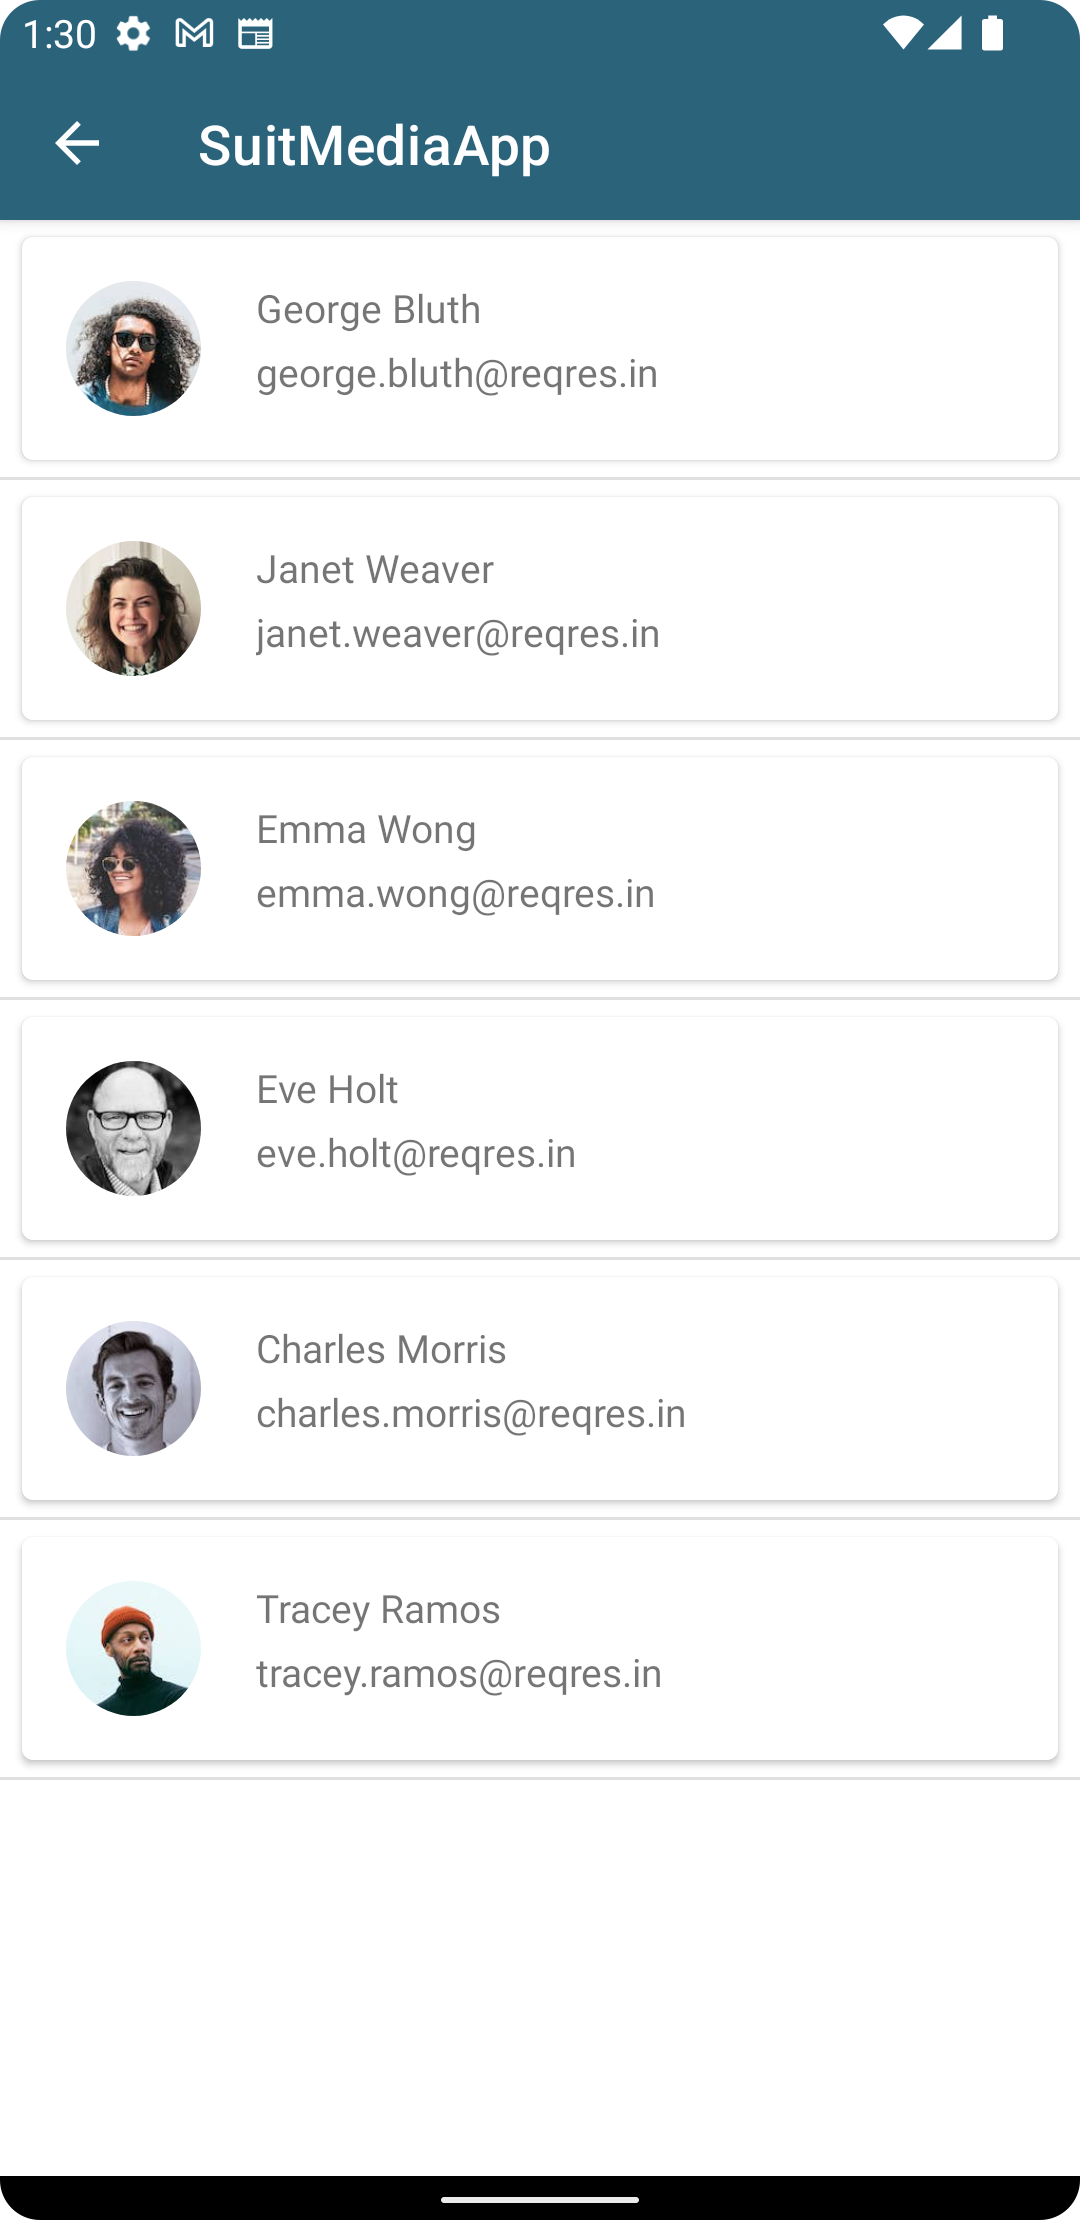 1:30
SuitMediaApp
George Bluth
george.bluth@reqres.in
Janet Weaver
janet.weaver@reqres.in
Emma Wong
emma.wong@reqres.in
Eve Holt
eve.holt@reqres.in
Charles Morris
charles.morris@reqres.in
Tracey Ramos
tracey.ramos@reqres.in